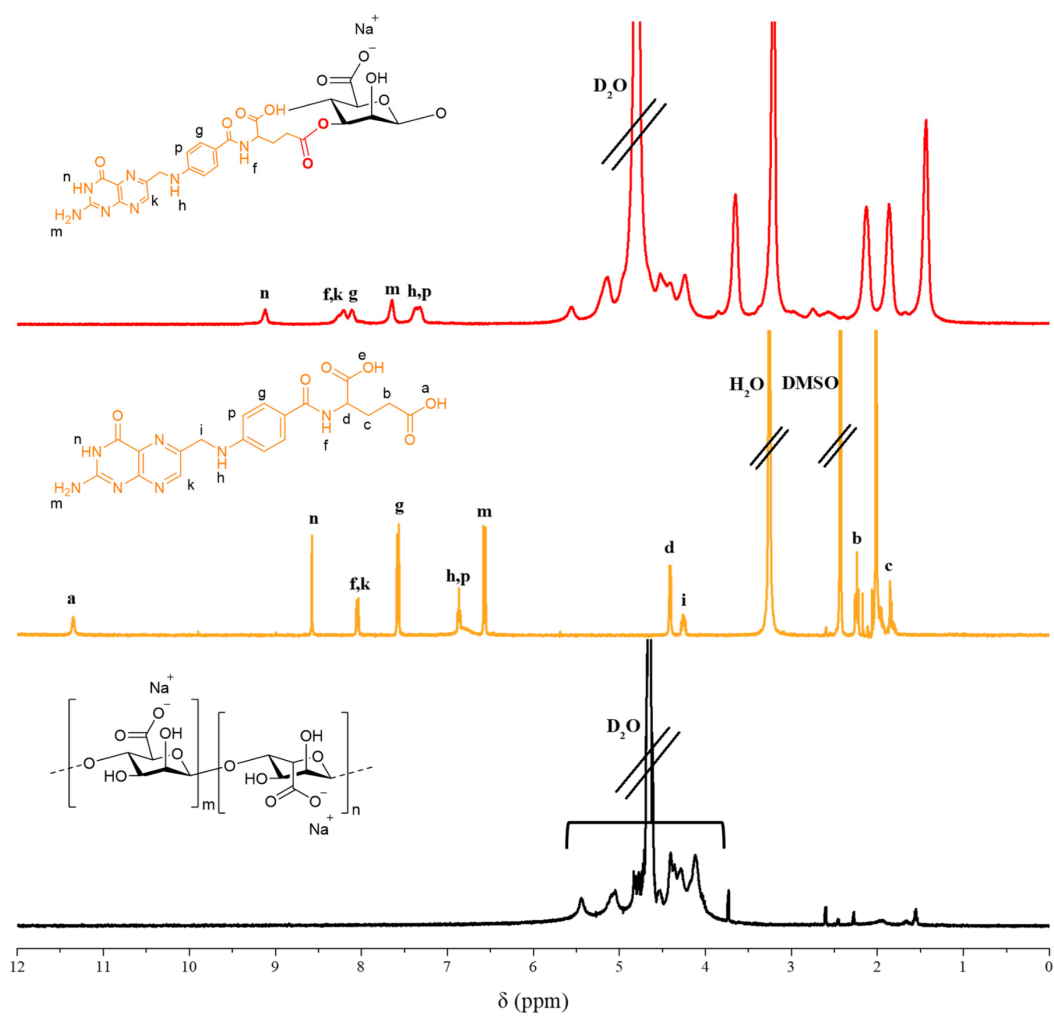 Na+
O−
O
OH
O
D2O
OH
O
O
O
g
N
H
f
O
O
p
O
n
HN
N
N
H
h
k
H2N
N
N
m
n
f,k
g
m
h,p
e
OH
O
O
a
OH
g
b
d
c
O
p
N
H
f
O
i
n
HN
N
N
H
h
k
H2N
N
N
m
H2O
DMSO
a
n
f,k
g
h,p
m
d
i
b
c
Na+
O−
O
OH
O
O
HO
m
O
OH
O
HO
O
O−
n
Na+
D2O
12
11
10
9
8
7
6
5
4
3
2
1
0
δ (ppm)